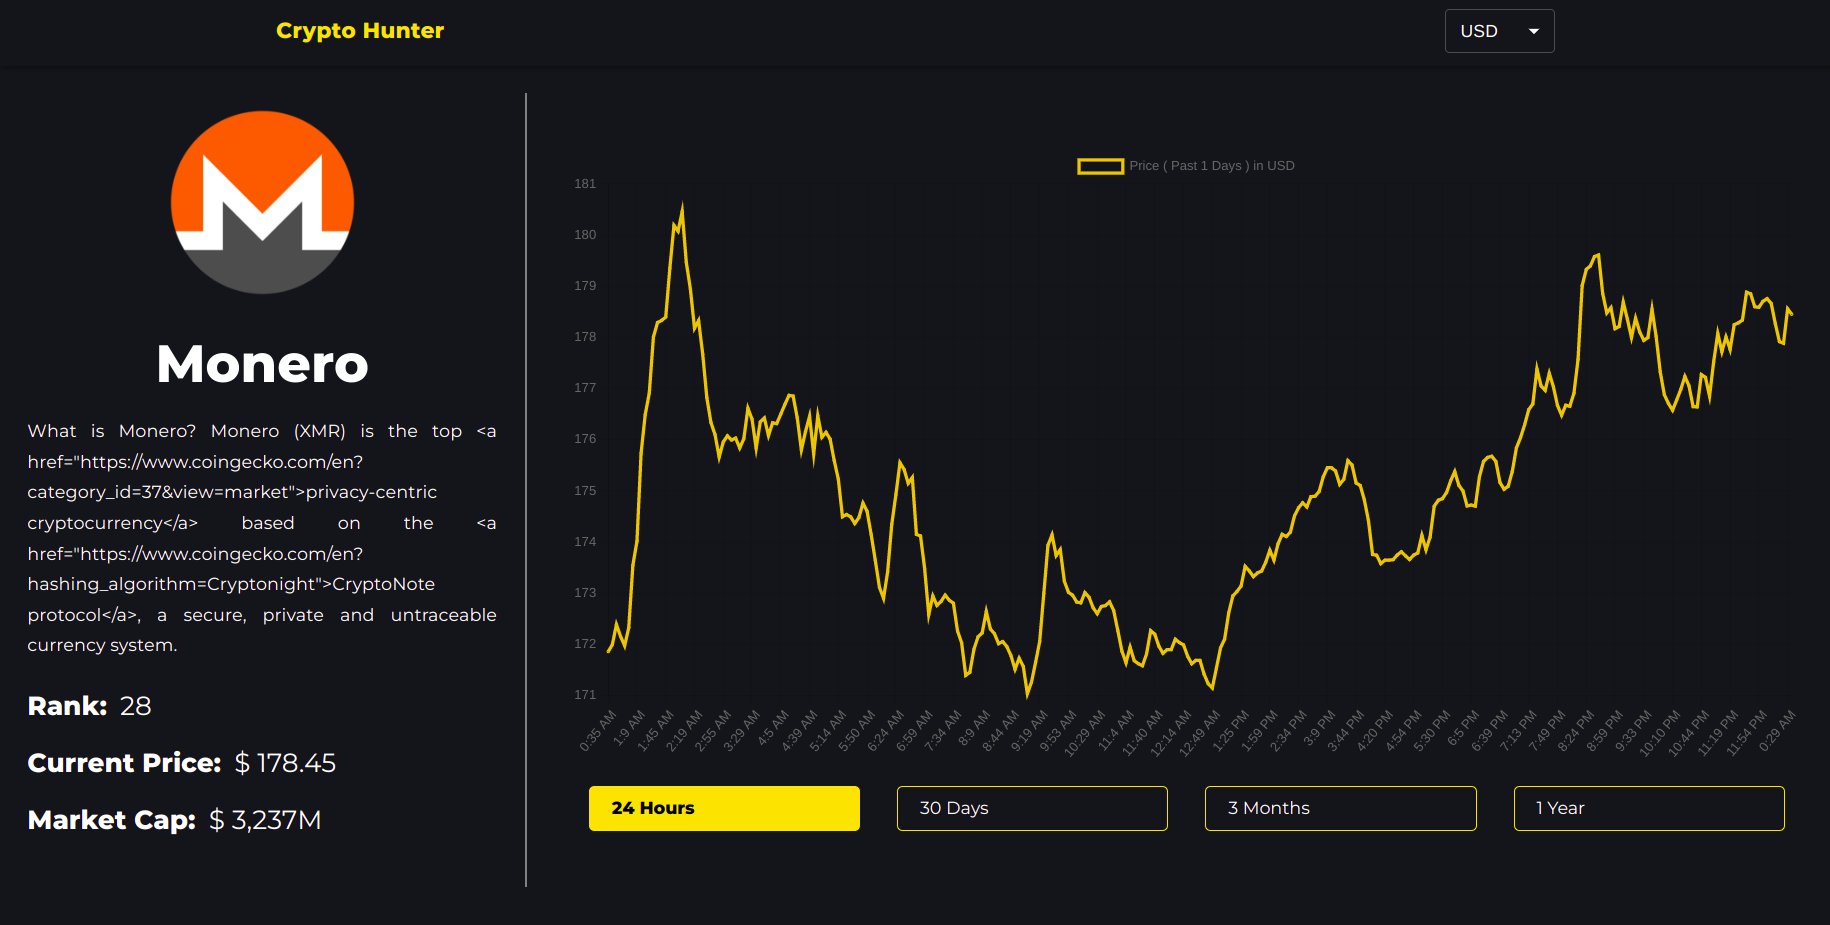 Crypto Hunter
USD
Monero
What is Monero? Monero (XMR) is the top <a
href="https://www.coingecko.com/en?
category_id=37&view=market">privacy-centric
cryptocurrency</a> based on the <a
href="https://www.coingecko.com/en?
hashing_algorithm=Cryptonight">CryptoNote
protocol</a>, a secure, private and untraceable
currency system.
Rank: 28
Current Price: $ 178.45
Market Cap: $ 3,237M
Price ( Past 1 Days ) in USD
181
180
179
178
177
176
175
174
173
172
171
0:35 AM
1:9 AM
1:45 AM
2:19 AM
2:55 AM
3:29 AM
4:5 AM
4:39 AM
5:14 AM
5:50 AM
6:24 AM
6:59 AM
7:34 AM
8:9 AM
8:44 AM
9:19 AM
9:53 AM
10:29 AM
11:4 AM
11:40 AM
12:14 AM
12:49 AM
1:25 PM
1:59 PM
2:34 PM
3:9 PM
3:44 PM
4:20 PM
4:54 PM
5:30 PM
6:5 PM
6:39 PM
7:13 PM
7:49 PM
8:24 PM
8:59 PM
9:33 PM
10:10 PM
10:44 PM
11:19 PM
11:54 PM
0:29 AM
24 Hours
30 Days
3 Months
1 Year